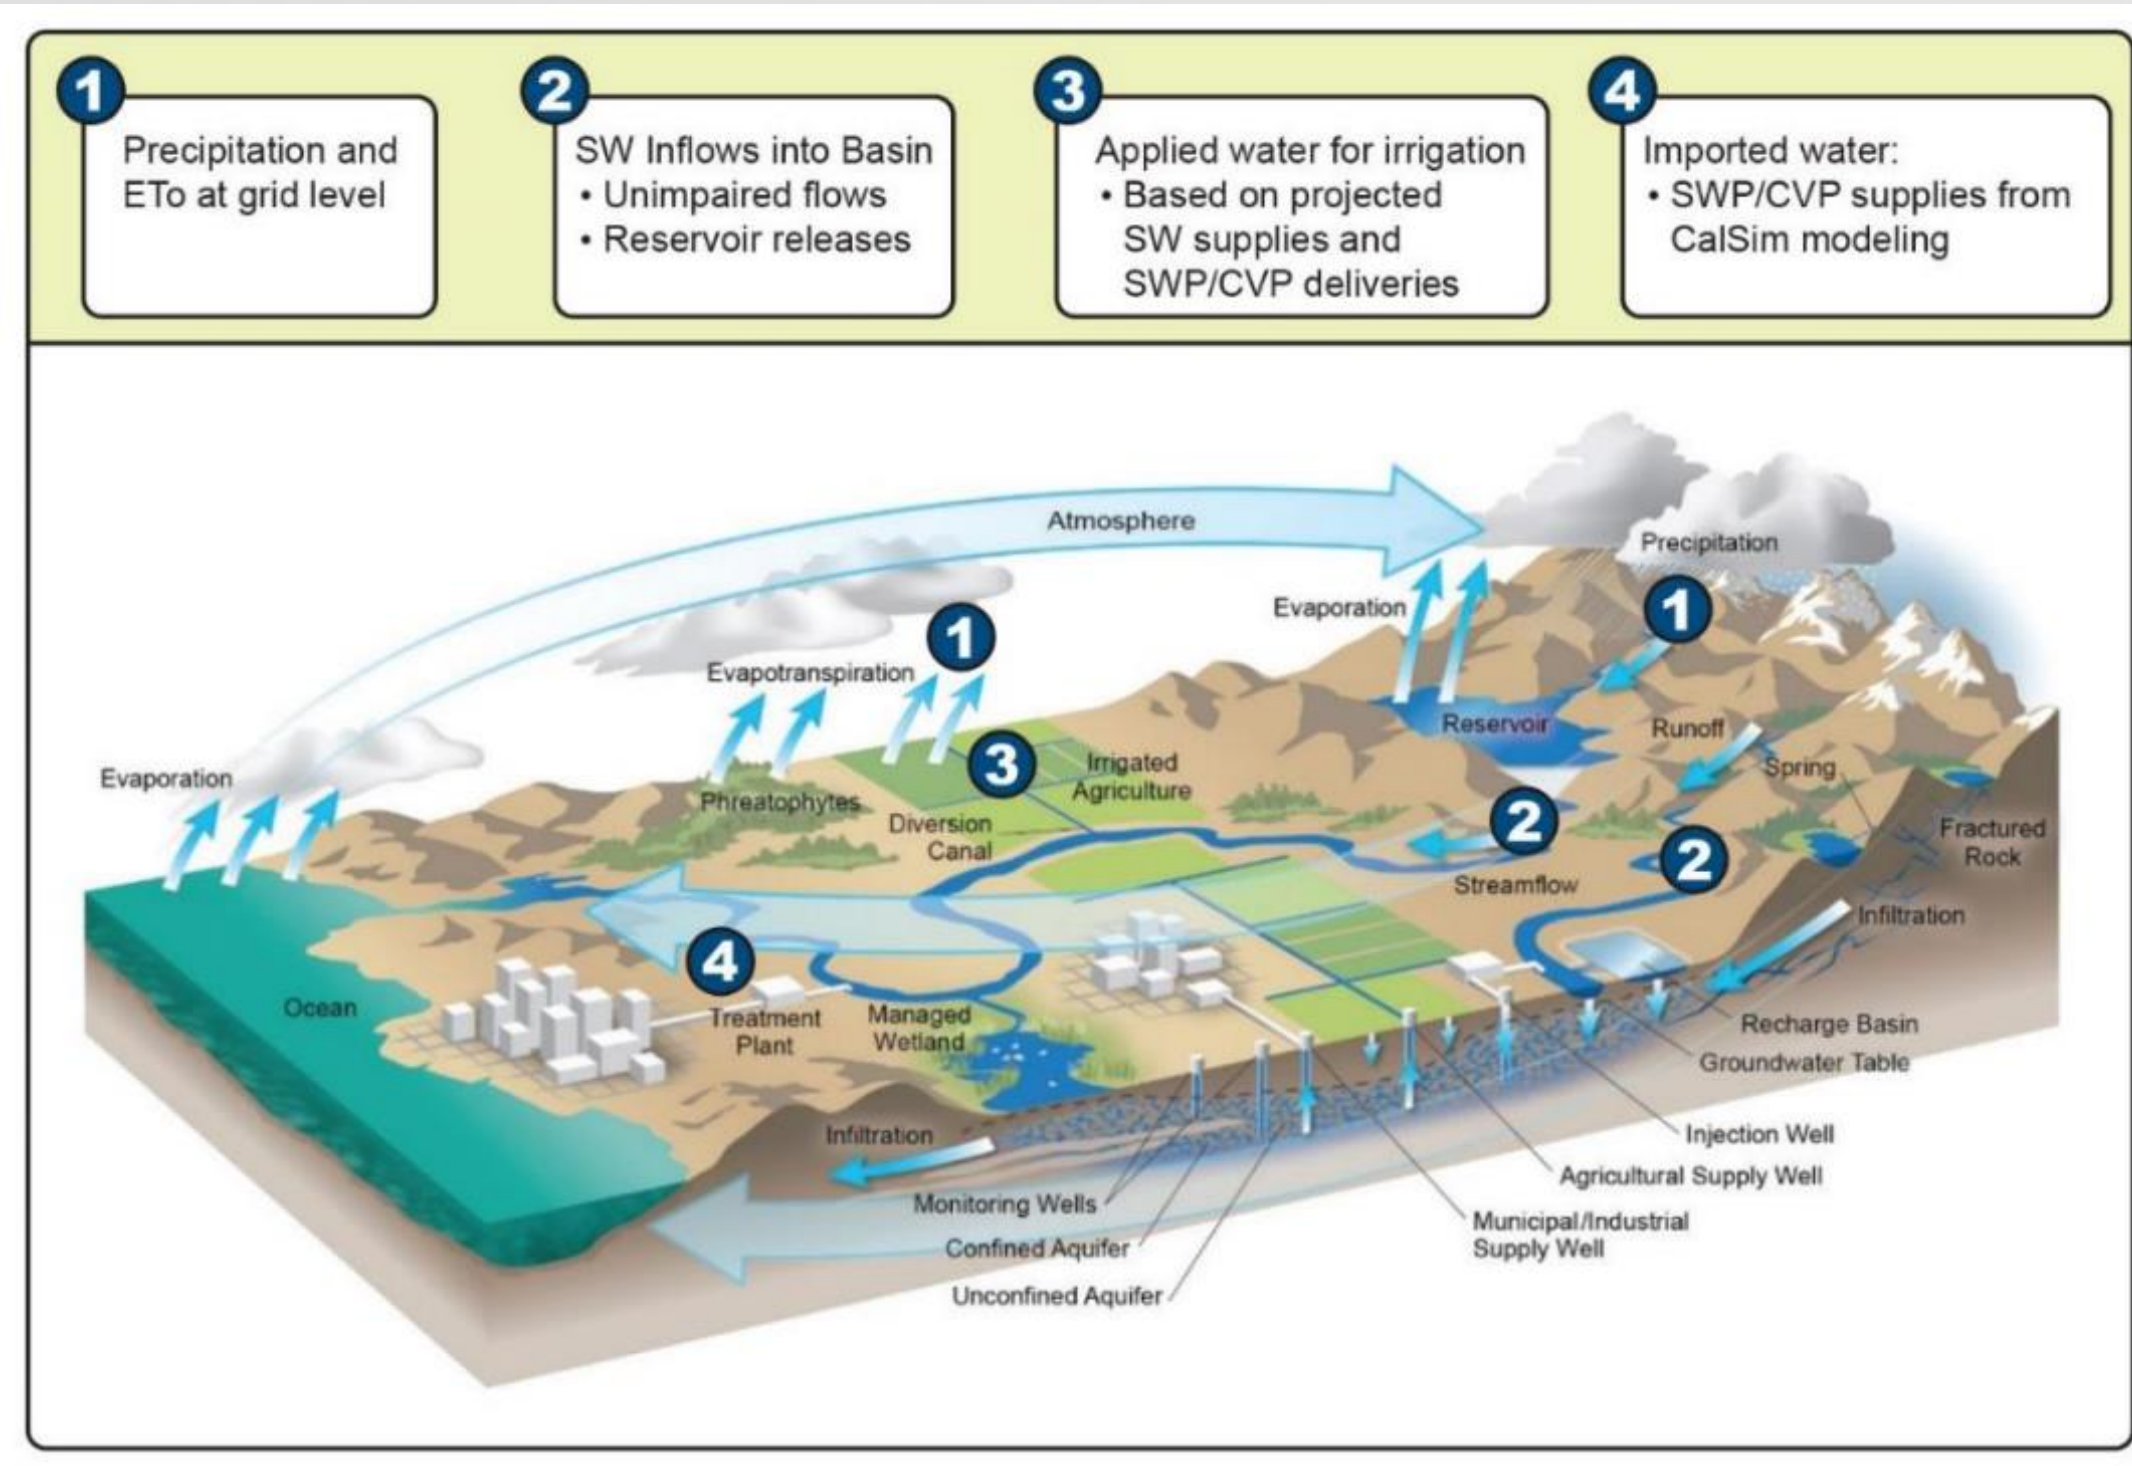 1
Precipitation and
ETo at grid level
2
SW Inflows into Basin
• Unimpaired flows
• Reservoir releases
3
Applied water for irrigation
• Based on projected
SW supplies and
SWP/CVP deliveries
4
Imported water:
• SWP/CVP supplies from
CalSim modeling
Atmosphere
Precipitation
1
Evaporation
1
Evapotranspiration
Reservoir
Runoff
Spring
Evaporation
3
Irrigated
Agriculture
Phreatophytes
Diversion
Canal
2
2
Fractured
Rock
Streamflow
Infiltration
4
Ocean
Treatment
Plant
Managed
Wetland
Recharge Basin
Groundwater Table
Infiltration
Injection Well
Agricultural Supply Well
Monitoring Wells
Municipal/Industrial
Supply Well
Confined Aquifer
Unconfined Aquifer